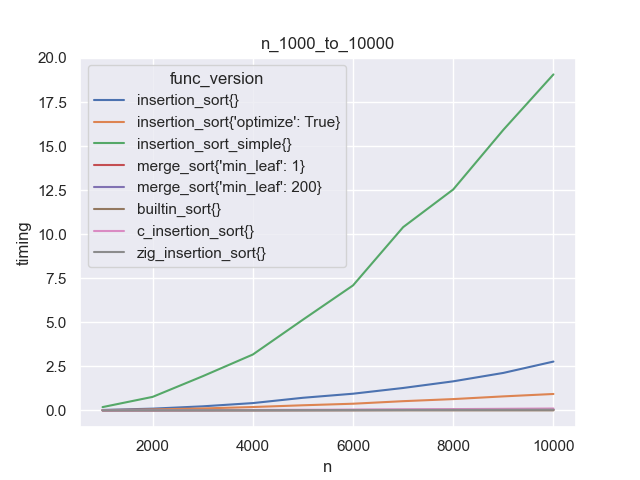 n_1000_to_10000
func_version
insertion_sort{}
insertion_sort{'optimize': True}
insertion_sort_simple{}
merge_sort{'min_leaf': 1}
merge_sort{'min_leaf': 200}
builtin_sort{}
c_insertion_sort{}
zig_insertion_sort{}
timing
20.0
17.5
15.0
12.5
10.0
7.5
5.0
2.5
0.0
2000 4000 6000 8000 10000
n